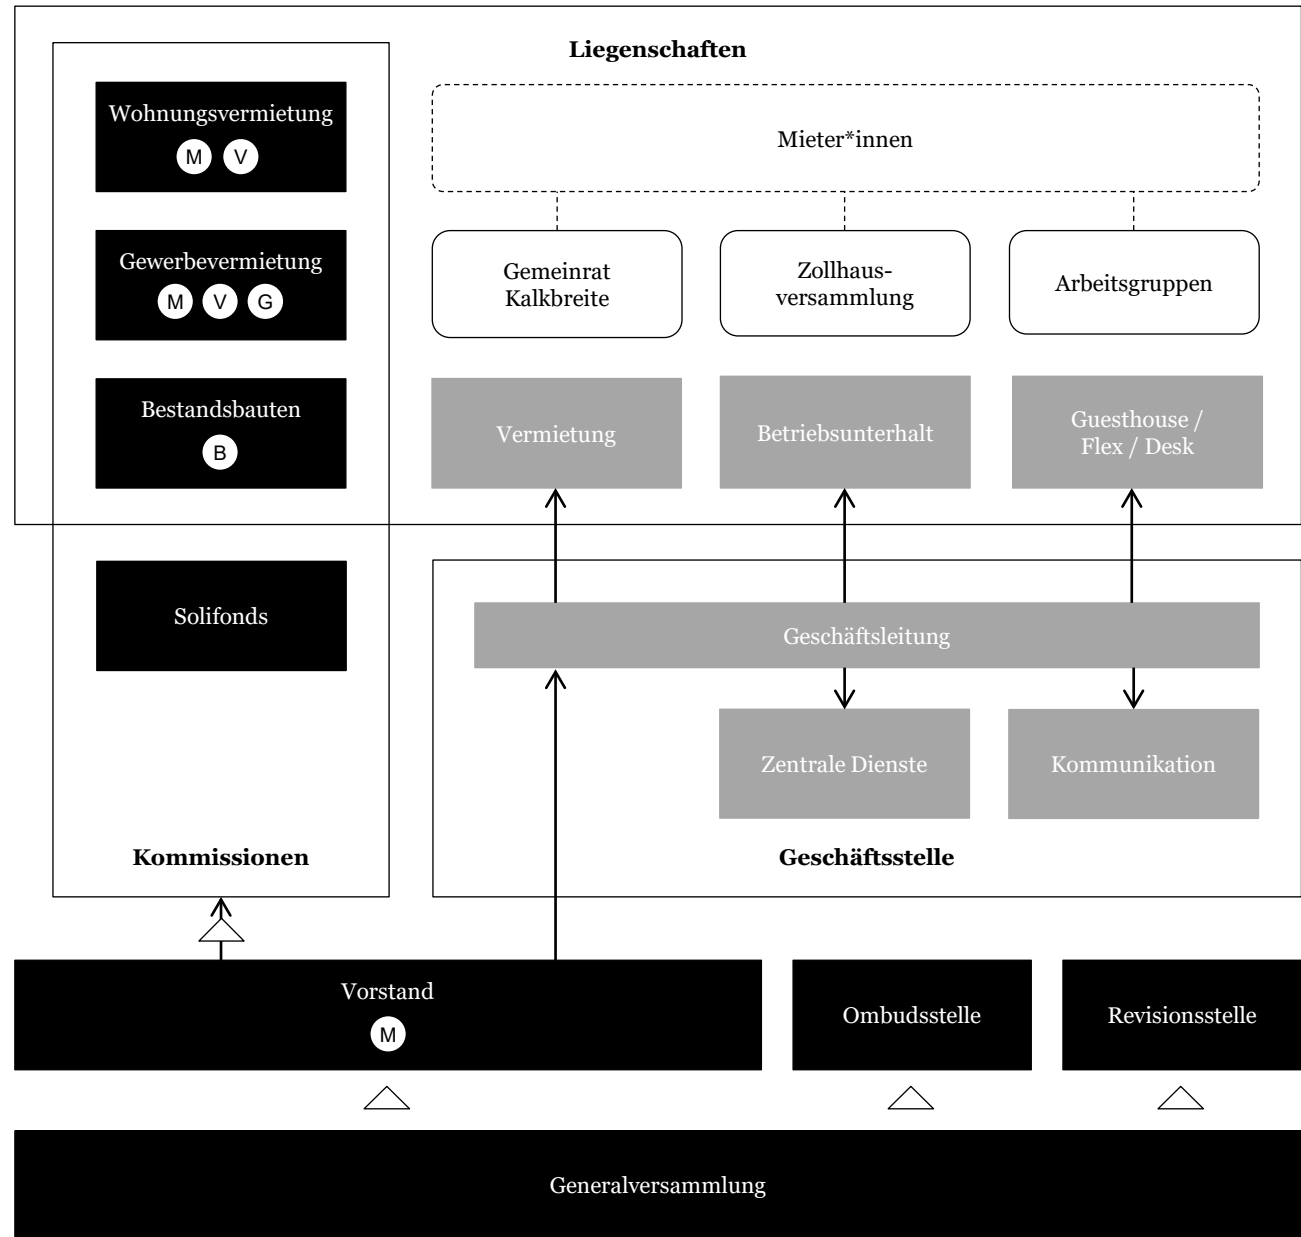 Liegenschaften
Wohnungsvermietung
M V
Mieter*innen
Gewerbevermietung
M V G
Gemeinrat
Kalkbreite
Zollhaus-
versammlung
Arbeitsgruppen
Bestandsbauten
B
Vermietung
Betriebsunterhalt
Guesthouse /
Flex / Desk
Solifonds
Geschäftsleitung
Zentrale Dienste
Kommunikation
Kommissionen
Geschäftsstelle
Vorstand
M
Ombudsstelle
Revisionsstelle
Generalversammlung